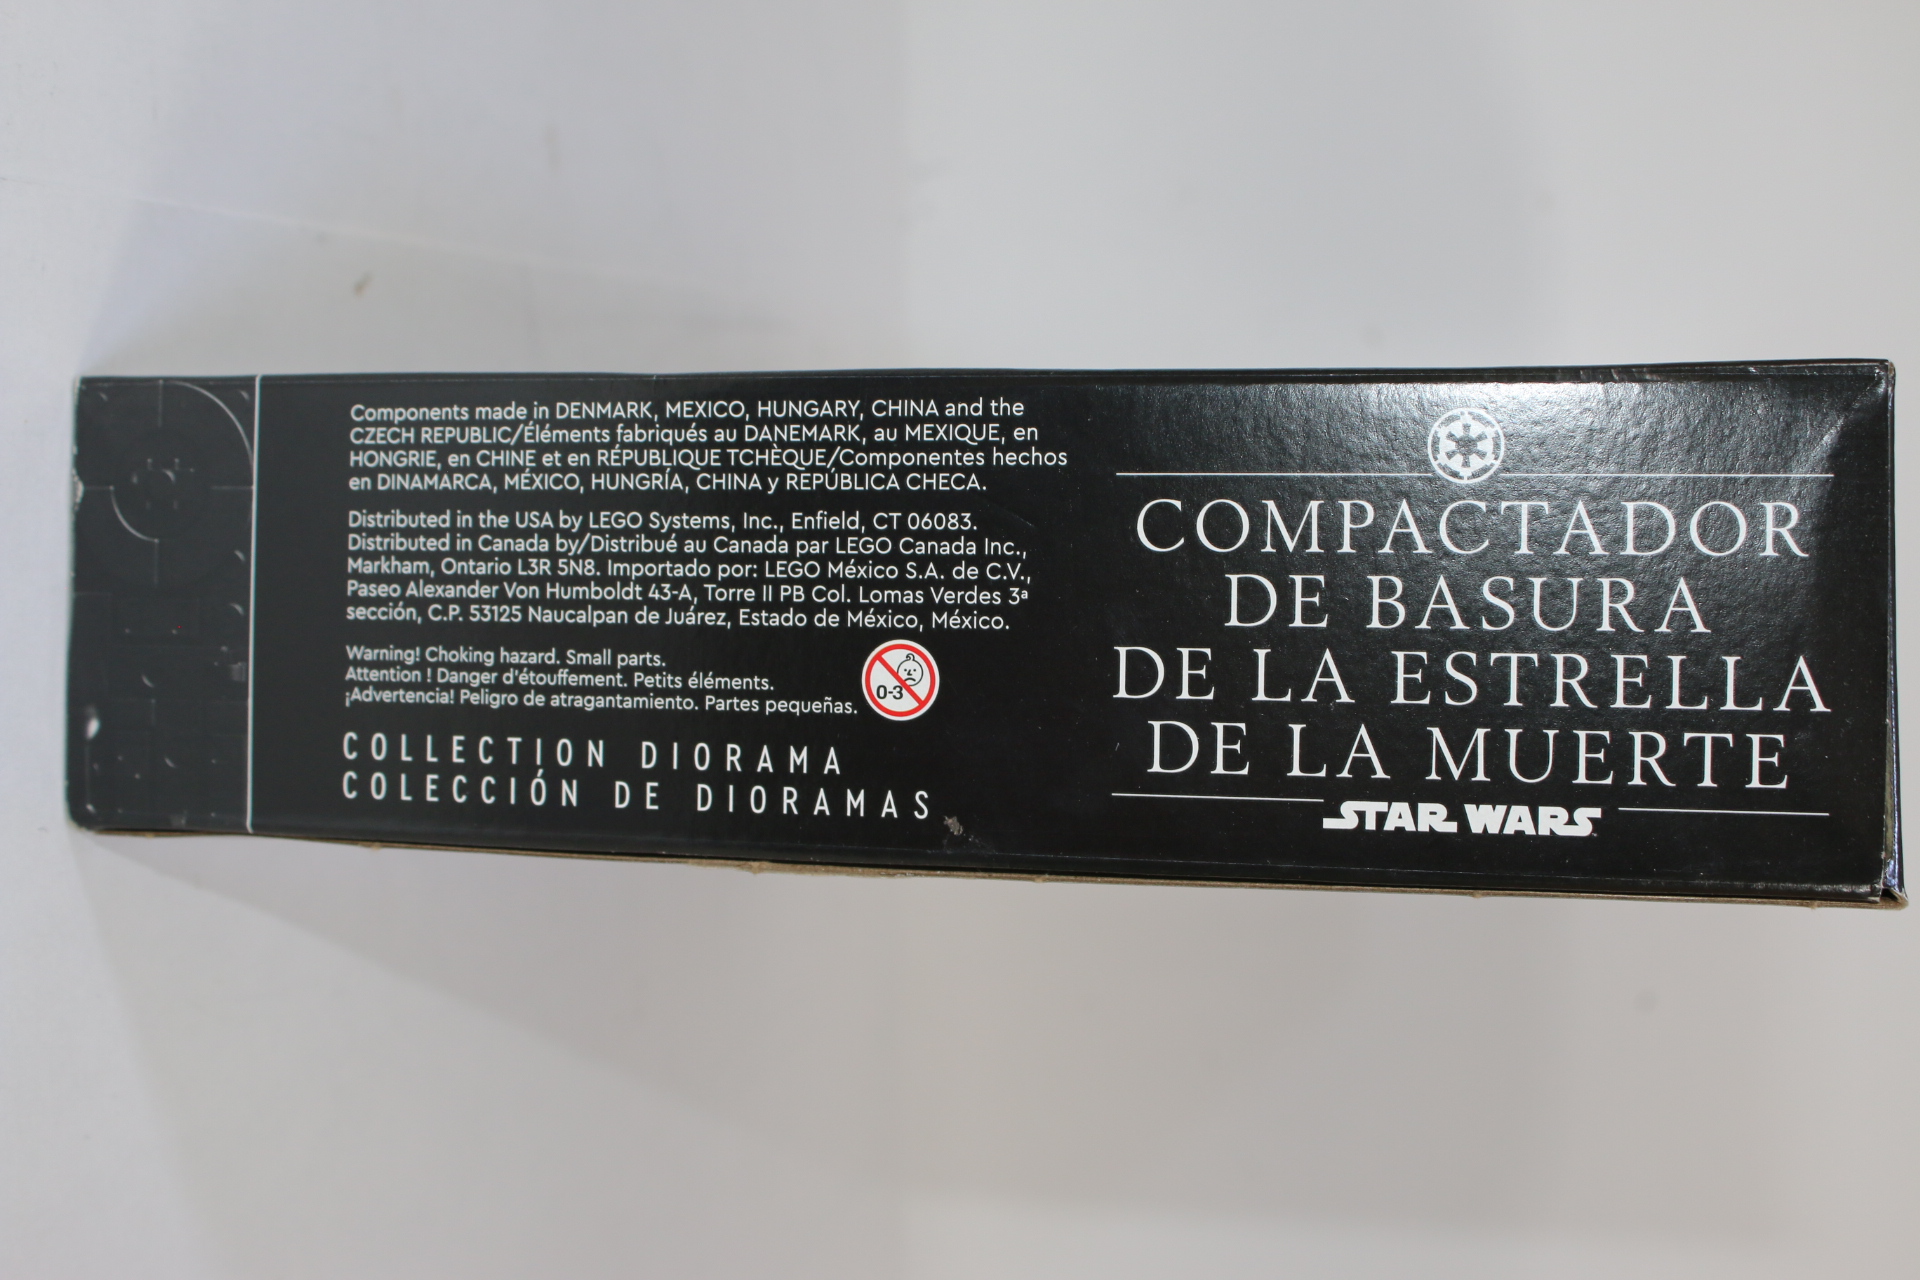 Components made in DENMARK, MEXICO, HUNGARY, CHINA and the
CZECH REPUBLIC/Éléments fabriqués au DANEMARK, au MEXIQUE, en
HONGRIE, en CHINE et en RÉPUBLIQUE TCHÈQUE/Componentes hechos
en DINAMARCA, MÉXICO, HUNGRÍA, CHINA y REPÚBLICA CHECA.
Distributed in the USA by LEGO Systems, Inc., Enfield, CT 06083.
Distributed in Canada by/Distribué au Canada par LEGO Canada Inc.,
Markham, Ontario L3R 5N8. Importado por: LEGO México S.A. de C.V.,
Paseo Alexander Von Humboldt 43-A, Torre II PB Col. Lomas Verdes 3ª
sección, C.P. 53125 Naucalpan de Juárez, Estado de México, México.
Warning! Choking hazard. Small parts.
Attention ! Danger d'étouffement. Petits éléments.
¡Advertencia! Peligro de atragantamiento. Partes pequeñas.
0-3
COLLECTION DIORAMA
COLECCIÓN DE DIORAMAS
COMPACTADOR
DE BASURA
DE LA ESTRELLA
DE LA MUERTE
STAR WARS